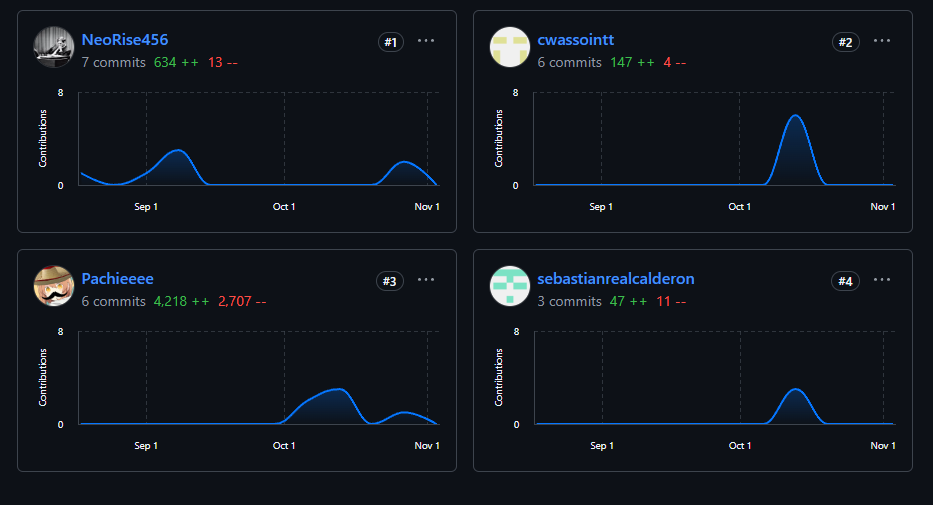 NeoRise456 #1 ...
7 commits 634 ++ 13 --
8
Contributions
0
Sep 1 Oct 1 Nov 1
cwassointt #2 ...
6 commits 147 ++ 4 --
8
Contributions
0
Sep 1 Oct 1 Nov 1
Pachieeee #3 ...
6 commits 4,218 ++ 2,707 --
8
Contributions
0
Sep 1 Oct 1 Nov 1
sebastianrealcalderon #4 ...
3 commits 47 ++ 11 --
8
Contributions
0
Sep 1 Oct 1 Nov 1